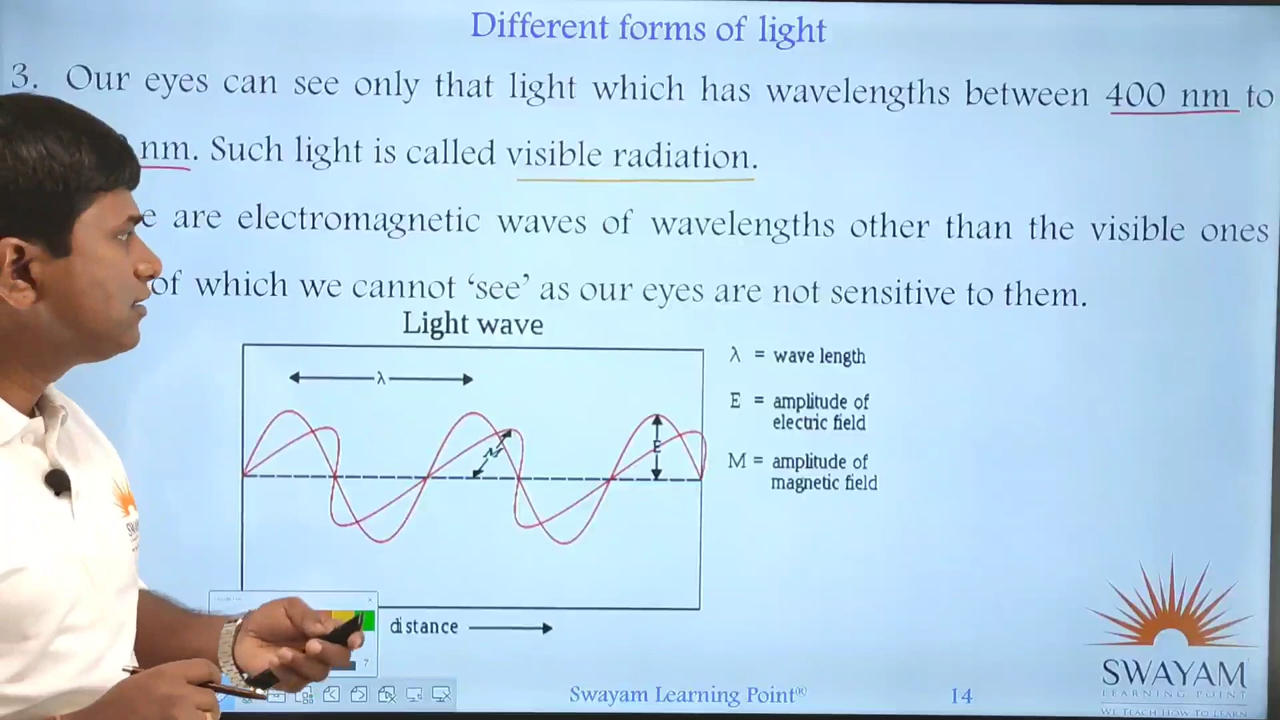 Different forms of light
3. Our eyes can see only that light which has wavelengths between 400 nm to
nm. Such light is called visible radiation.
e are electromagnetic waves of wavelengths other than the visible ones
of which we cannot ‘see’ as our eyes are not sensitive to them.
Light wave
λ
M
E
λ = wave length
E = amplitude of
electric field
M = amplitude of
magnetic field
distance
7
Swayam Learning Point®
14
SWAYAM
LEARNING POINT
WE TEACH HOW TO LEARN